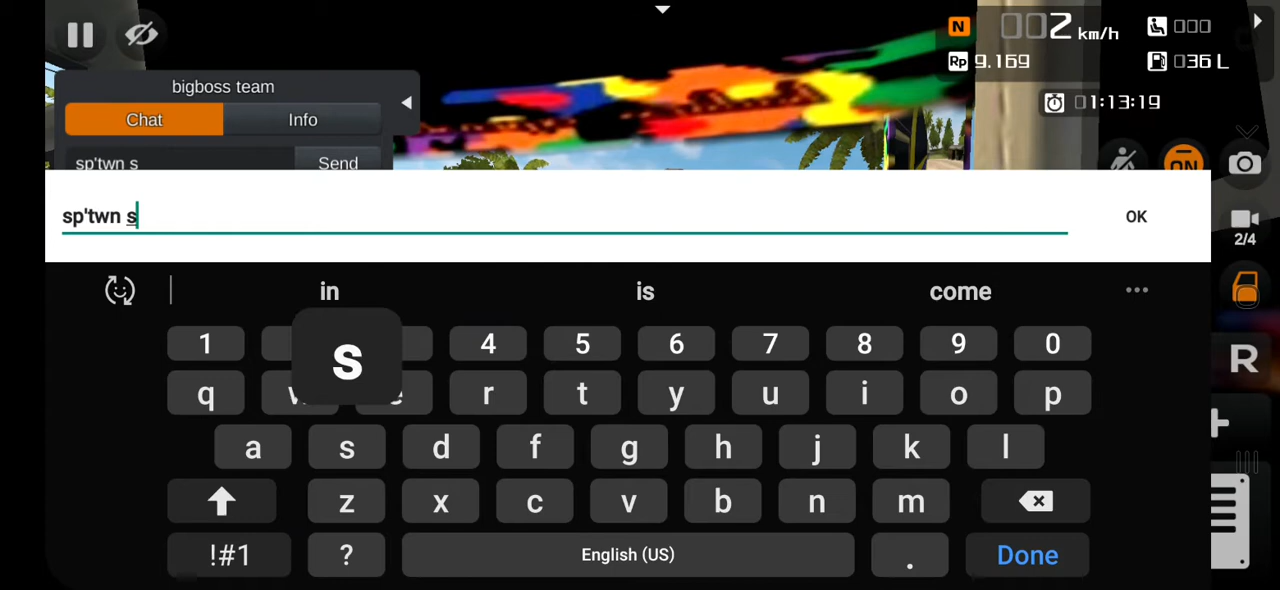 N
002 km/h
000
Rp 9.169
036 L
01:13:19
bigboss team
Chat
Info
sp'twn s
Send
ON
sp'twn s
OK
2/4
in
is
come
s
1
4
5
6
7
8
9
0
q
w
e
r
t
y
u
i
o
p
R
a
s
d
f
g
h
j
k
l
z
x
c
v
b
n
m
!#1
?
English (US)
.
Done